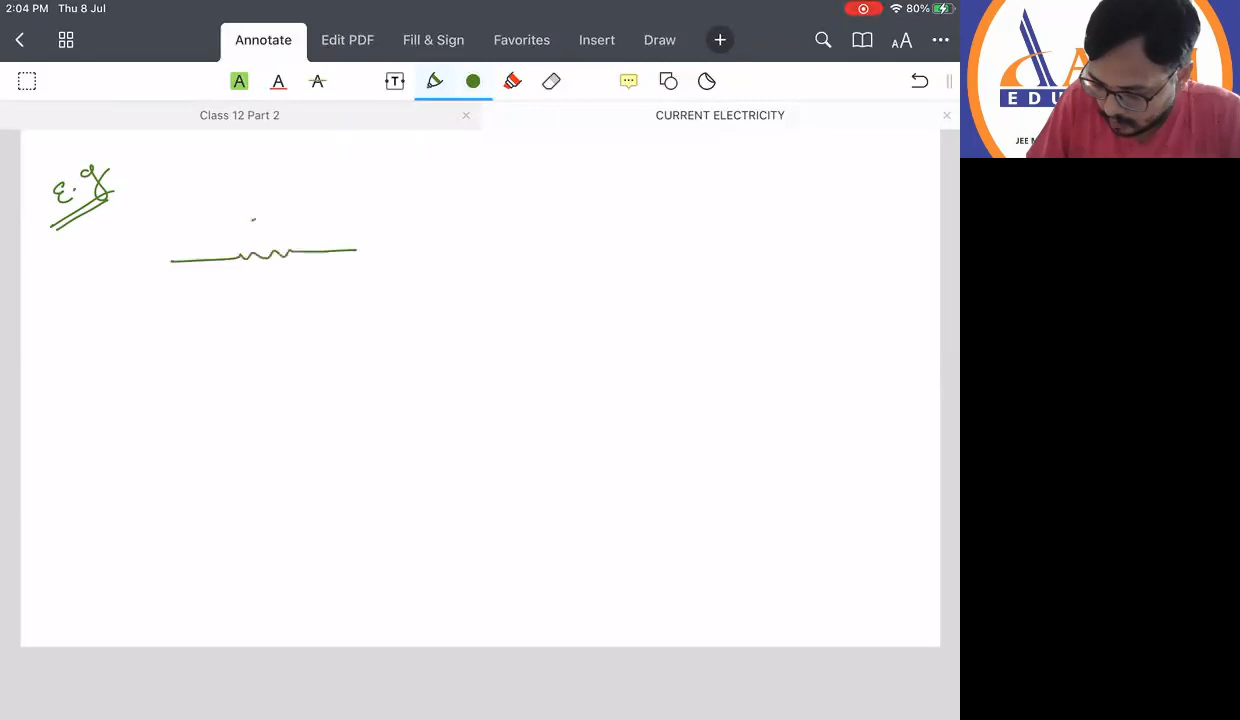 2:04 PM Thu 8 Jul 80%
Annotate Edit PDF Fill & Sign Favorites Insert Draw
A A A T
Class 12 Part 2 CURRENT ELECTRICITY
E.g
EDU
JEE